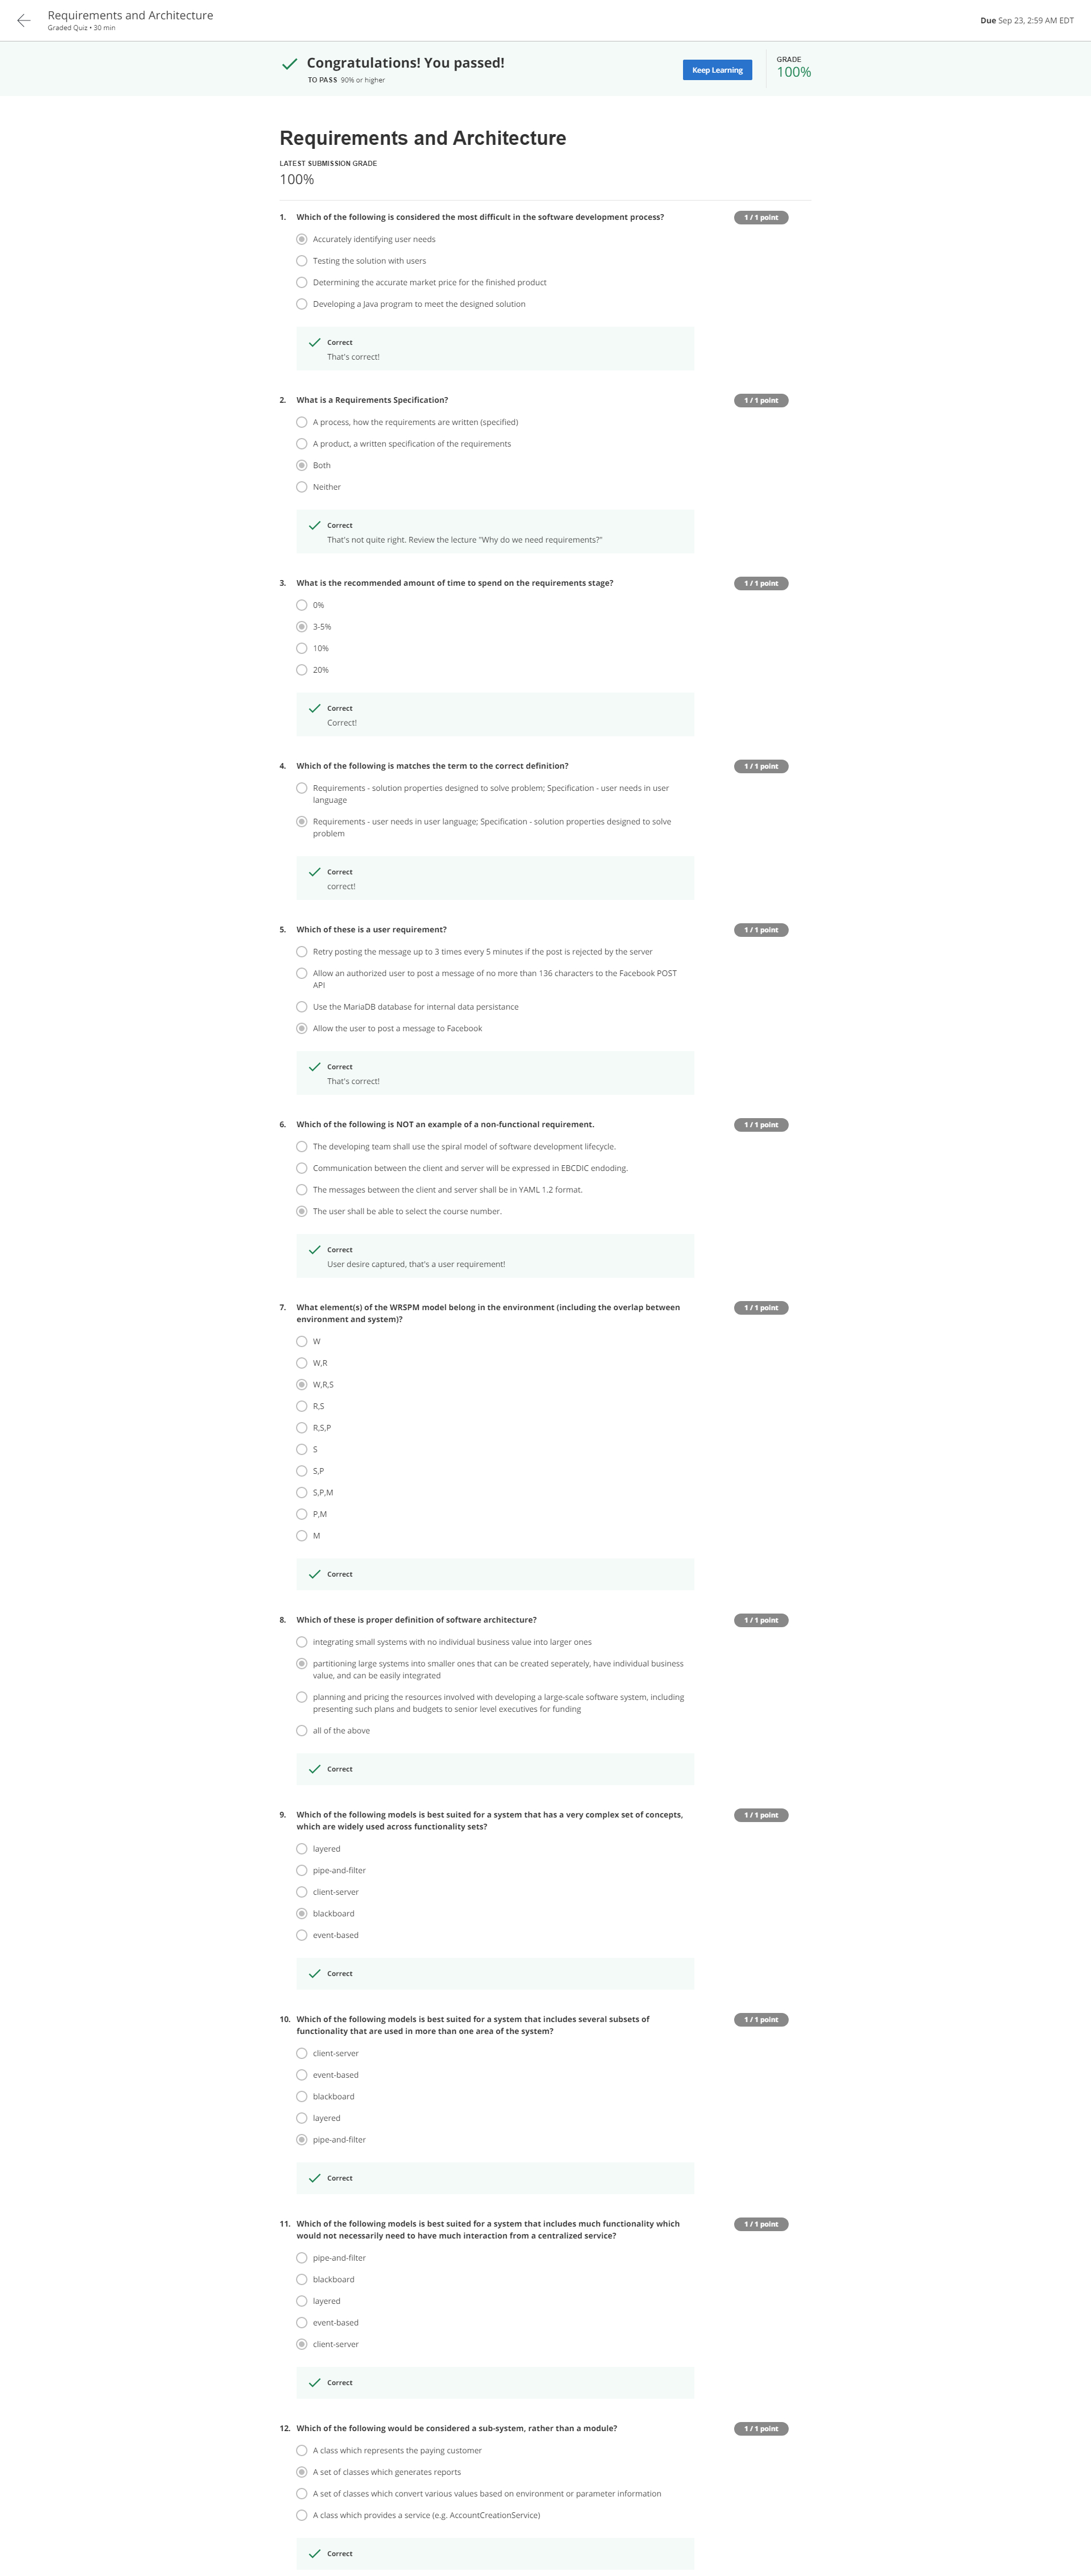 Requirements and Architecture
Graded Quiz • 30 min
Due Sep 23, 2:59 AM EDT
Congratulations! You passed!
TO PASS 90% or higher
Keep Learning
GRADE
100%
Requirements and Architecture
LATEST SUBMISSION GRADE
100%
1. Which of the following is considered the most difficult in the software development process? 1 / 1 point
Accurately identifying user needs
Testing the solution with users
Determining the accurate market price for the finished product
Developing a Java program to meet the designed solution
Correct
That's correct!
2. What is a Requirements Specification? 1 / 1 point
A process, how the requirements are written (specified)
A product, a written specification of the requirements
Both
Neither
Correct
That's not quite right. Review the lecture "Why do we need requirements?"
3. What is the recommended amount of time to spend on the requirements stage? 1 / 1 point
0%
3-5%
10%
20%
Correct
Correct!
4. Which of the following is matches the term to the correct definition? 1 / 1 point
Requirements - solution properties designed to solve problem; Specification - user needs in user
language
Requirements - user needs in user language; Specification - solution properties designed to solve
problem
Correct
correct!
5. Which of these is a user requirement? 1 / 1 point
Retry posting the message up to 3 times every 5 minutes if the post is rejected by the server
Allow an authorized user to post a message of no more than 136 characters to the Facebook POST
API
Use the MariaDB database for internal data persistance
Allow the user to post a message to Facebook
Correct
That's correct!
6. Which of the following is NOT an example of a non-functional requirement. 1 / 1 point
The developing team shall use the spiral model of software development lifecycle.
Communication between the client and server will be expressed in EBCDIC endoding.
The messages between the client and server shall be in YAML 1.2 format.
The user shall be able to select the course number.
Correct
User desire captured, that's a user requirement!
7. What element(s) of the WRSPM model belong in the environment (including the overlap between 1 / 1 point
environment and system)?
W
W,R
W,R,S
R,S
R,S,P
S
S,P
S,P,M
P,M
M
Correct
8. Which of these is proper definition of software architecture? 1 / 1 point
integrating small systems with no individual business value into larger ones
partitioning large systems into smaller ones that can be created seperately, have individual business
value, and can be easily integrated
planning and pricing the resources involved with developing a large-scale software system, including
presenting such plans and budgets to senior level executives for funding
all of the above
Correct
9. Which of the following models is best suited for a system that has a very complex set of concepts, 1 / 1 point
which are widely used across functionality sets?
layered
pipe-and-filter
client-server
blackboard
event-based
Correct
10. Which of the following models is best suited for a system that includes several subsets of 1 / 1 point
functionality that are used in more than one area of the system?
client-server
event-based
blackboard
layered
pipe-and-filter
Correct
11. Which of the following models is best suited for a system that includes much functionality which 1 / 1 point
would not necessarily need to have much interaction from a centralized service?
pipe-and-filter
blackboard
layered
event-based
client-server
Correct
12. Which of the following would be considered a sub-system, rather than a module? 1 / 1 point
A class which represents the paying customer
A set of classes which generates reports
A set of classes which convert various values based on environment or parameter information
A class which provides a service (e.g. AccountCreationService)
Correct